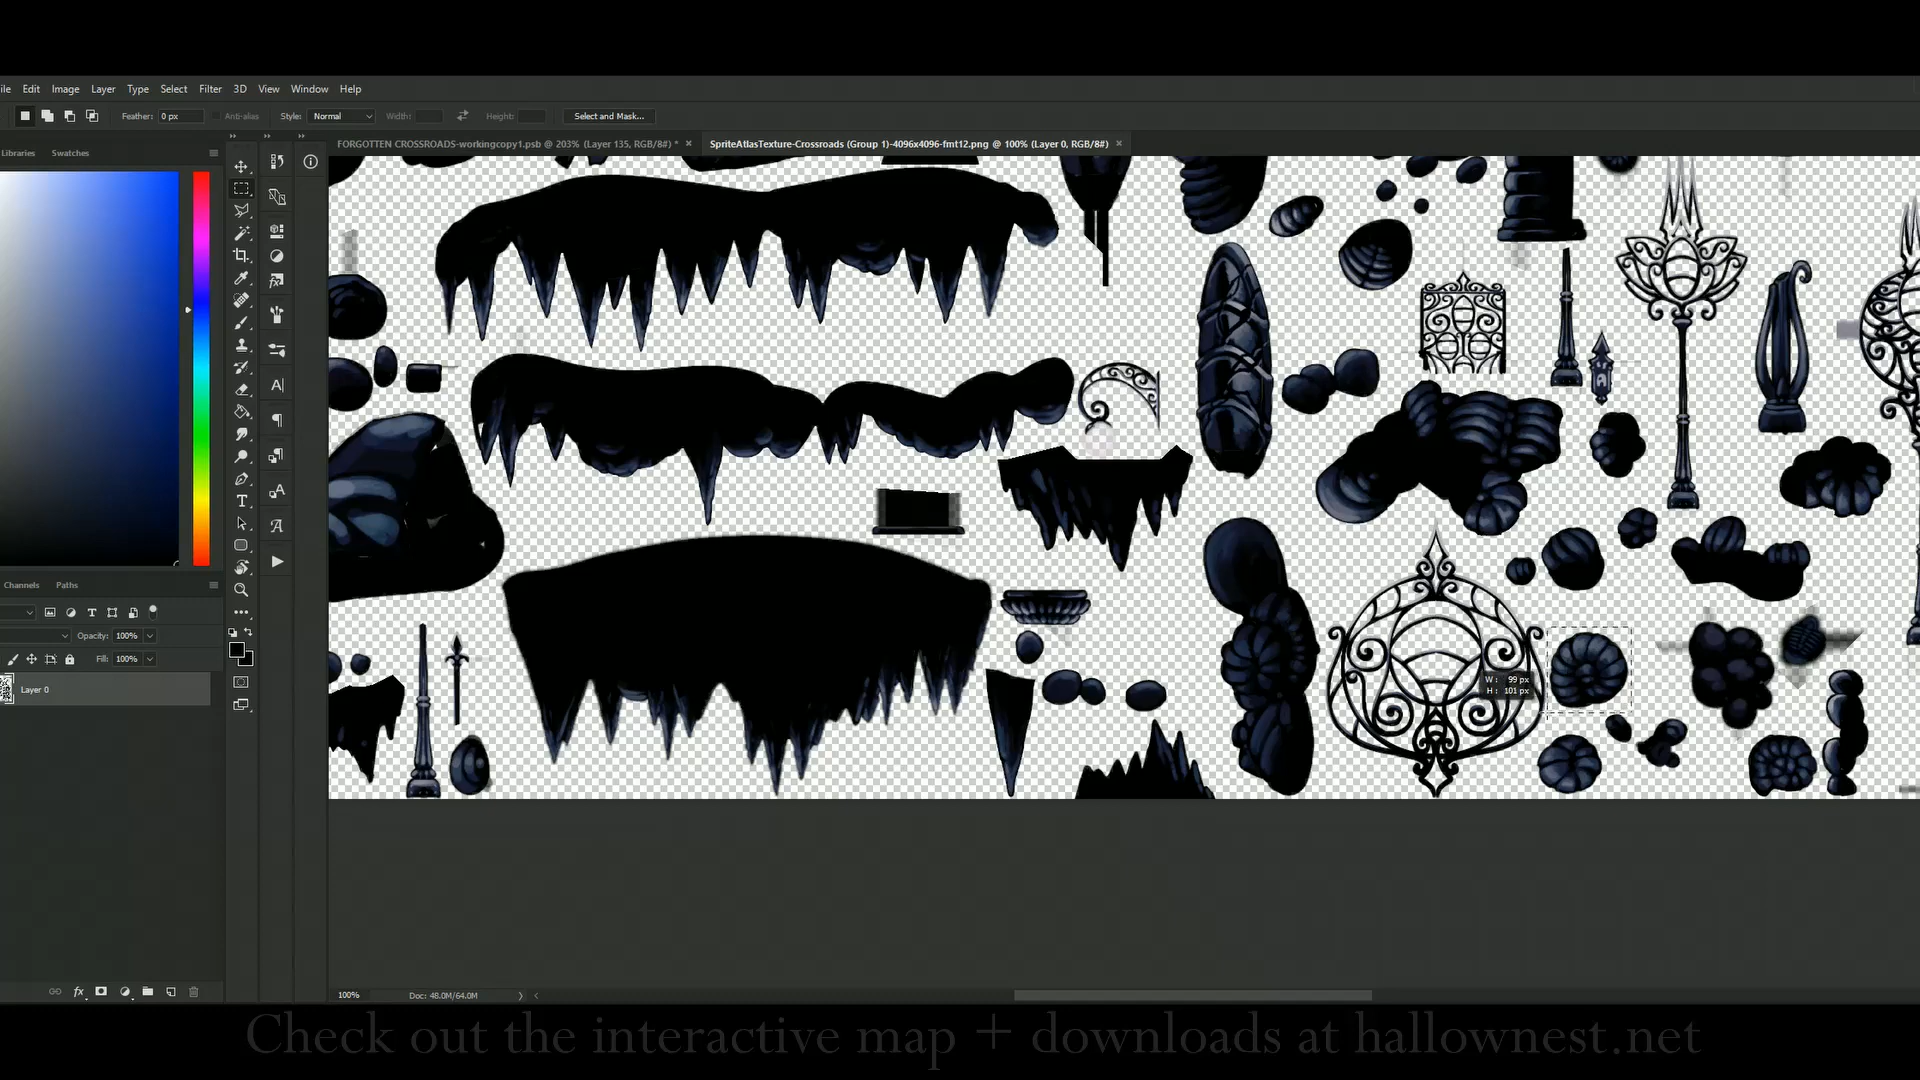 ile Edit Image Layer Type Select Filter 3D View Window Help
Feather: 0 px Anti-alias Style: Normal Width: Height: Select and Mask...
Libraries Swatches
FORGOTTEN CROSSROADS-workingcopy1.psb @ 203% (Layer 135, RGB/8#) * × SpriteAtlasTexture-Crossroads (Group 1)-4096x4096-fmt12.png @ 100% (Layer 0, RGB/8#) ×
Channels Paths
Opacity: 100%
Fill: 100%
Layer 0
W : 99 px
H : 101 px
fx
100% Doc: 48.0M/64.0M
Check out the interactive map + downloads at hallownest.net